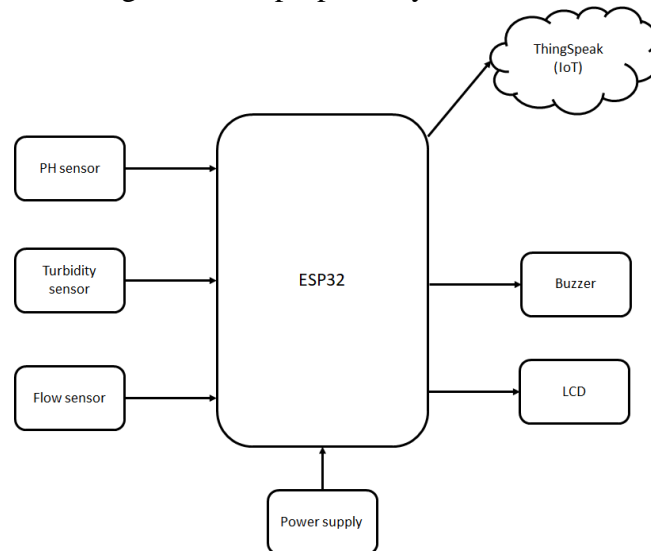 ThingSpeak
(IoT)
PH sensor
Turbidity
sensor
ESP32
Buzzer
Flow sensor
LCD
Power supply